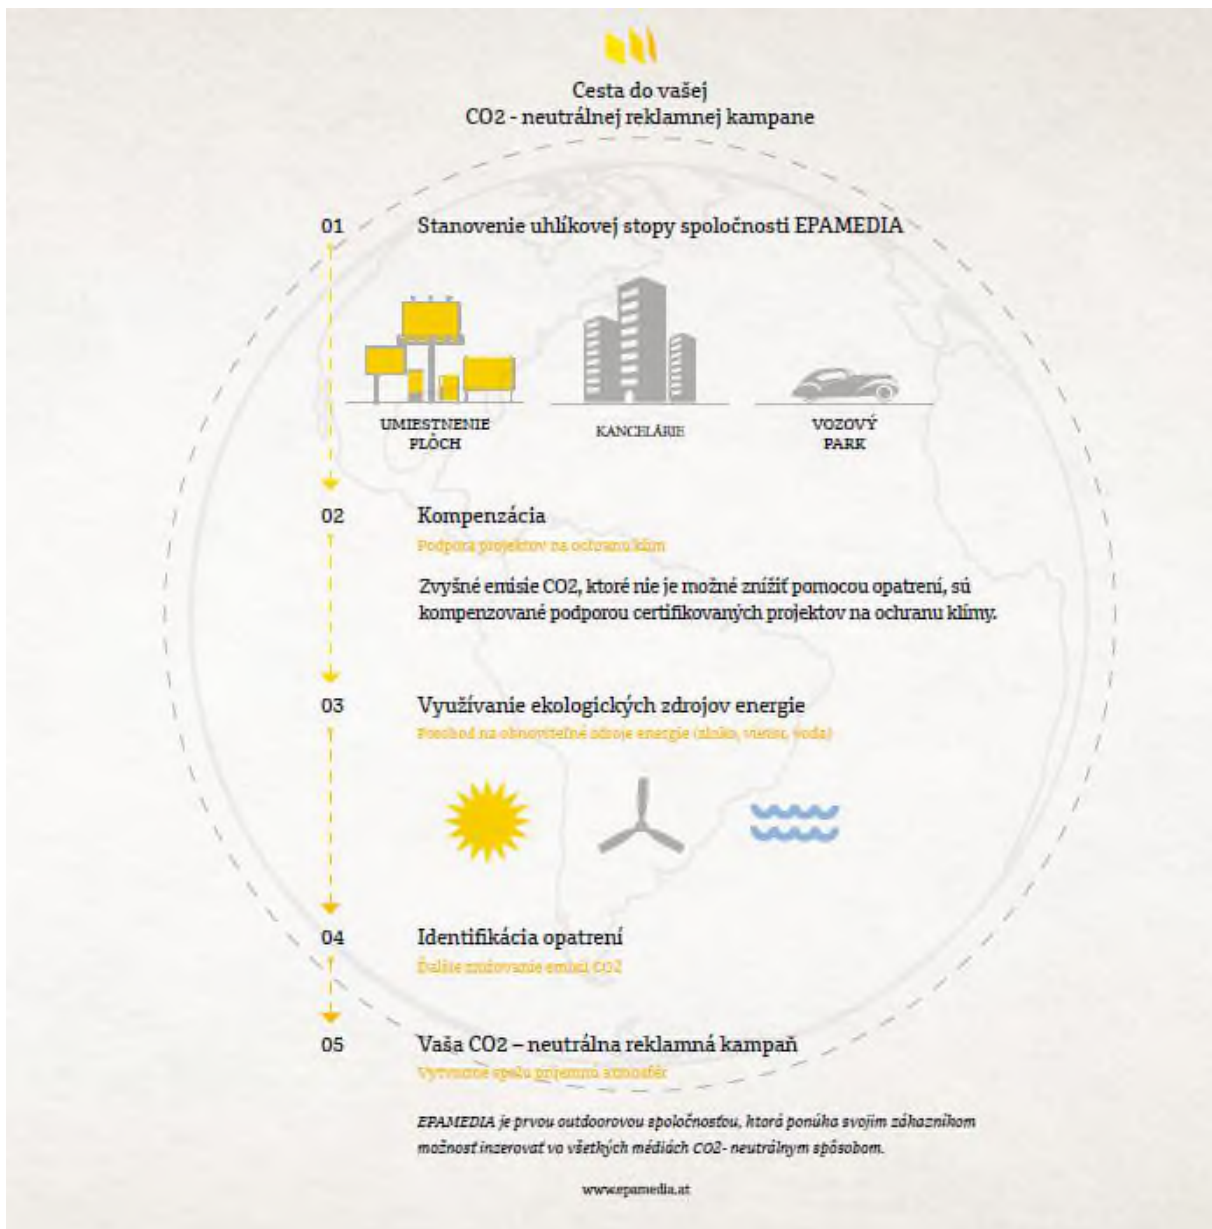 Cesta do vašej
CO2 - neutrálnej reklamnej kampane
01 Stanovenie uhlíkovej stopy spoločnosti EPAMEDIA
UMIESTNENIE
PLÔCH
KANCELÁRIE
VOZOVÝ
PARK
02 Kompenzácia
Podpora projektov na ochranu klím
Zvyšné emisie CO2, ktoré nie je možné znížiť pomocou opatrení, sú
kompenzované podporou certifikovaných projektov na ochranu klímy.
03 Využívanie ekologických zdrojov energie
na obnoviteľné zdroje energie (slnko, vietor, voda)
04 Identifikácia opatrení
Ďalšie znižovanie emisií CO2
05 Vaša CO2 – neutrálna reklamná kampaň
spolu príjemnú atmosfér
EPAMEDIA je prvou outdoorovou spoločnosťou, ktorá ponúka svojim zákazníkom
možnosť inzerovať vo všetkých médiách CO2- neutrálnym spôsobom.
www.epamedia.at